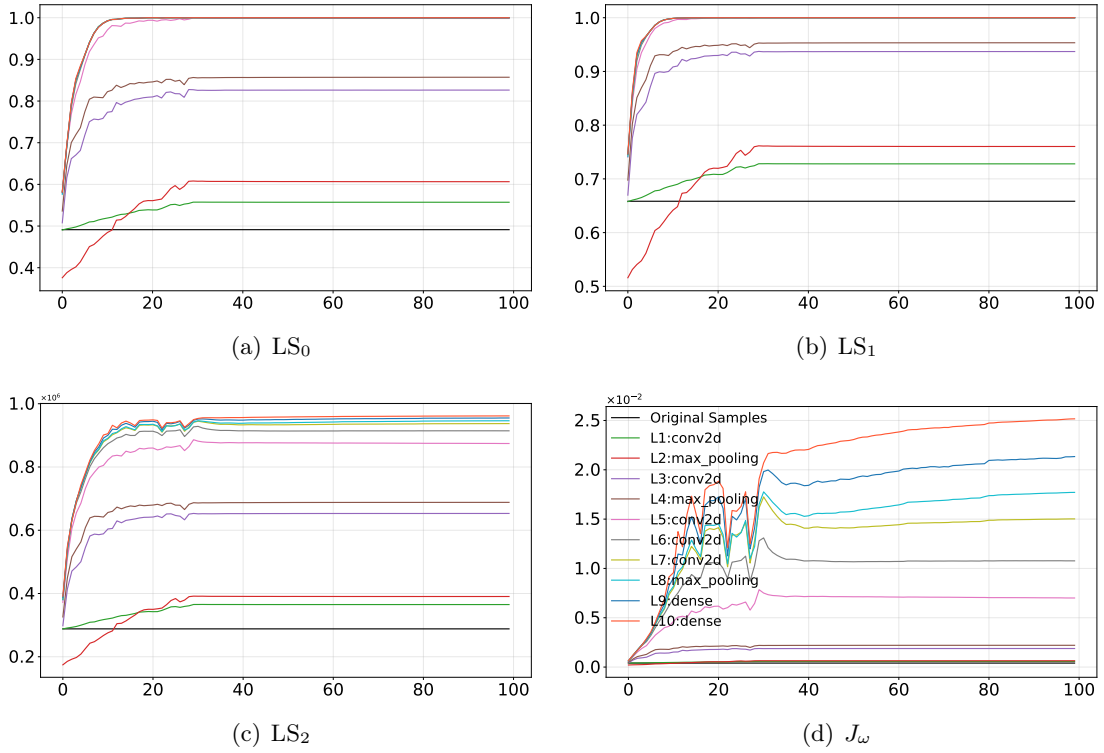 1.0
0.9
0.8
0.7
0.6
0.5
0.4
0 20 40 60 80 100
(a) LS₀
1.0
0.9
0.8
0.7
0.6
0.5
0 20 40 60 80 100
(b) LS₁
×10⁶
1.0
0.8
0.6
0.4
0.2
0 20 40 60 80 100
(c) LS₂
×10⁻²
2.5
2.0
1.5
1.0
0.5
0.0
Original Samples
L1:conv2d
L2:max_pooling
L3:conv2d
L4:max_pooling
L5:conv2d
L6:conv2d
L7:conv2d
L8:max_pooling
L9:dense
L10:dense
0 20 40 60 80 100
(d) Jω